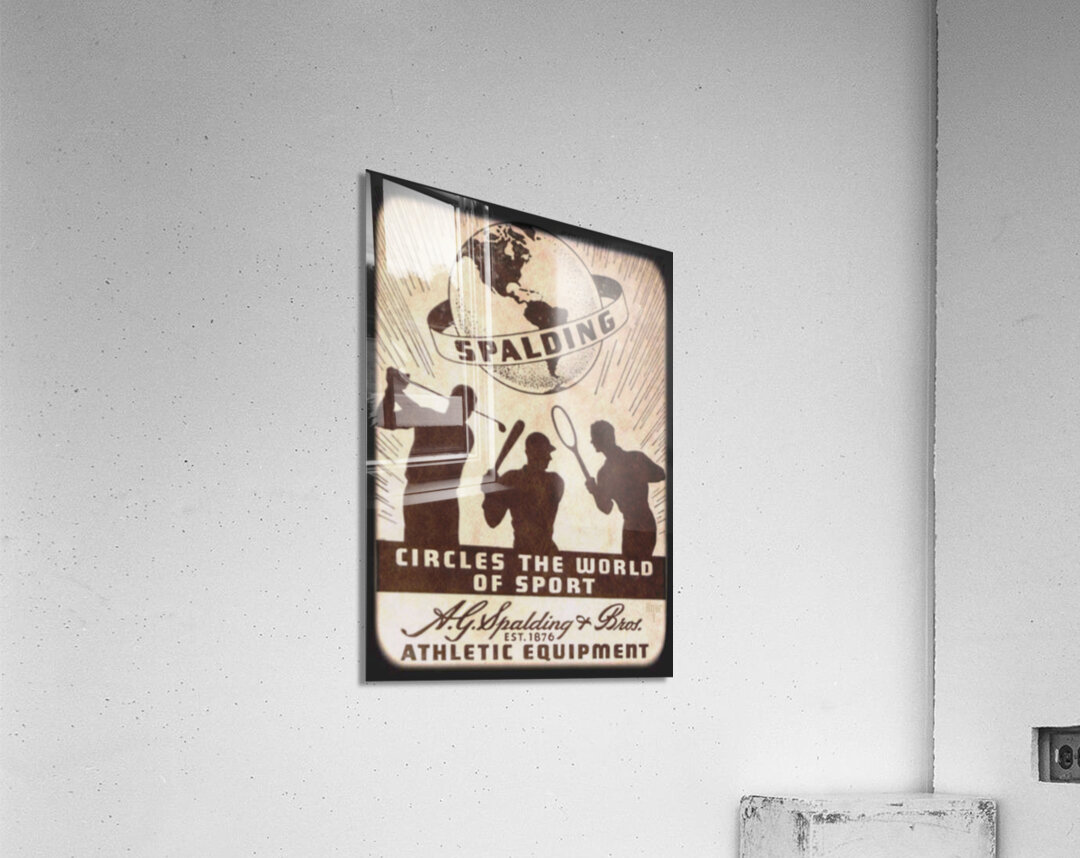 SPALDING
CIRCLES THE WORLD
OF SPORT
A.G. Spalding & Bros.
EST. 1876
ATHLETIC EQUIPMENT